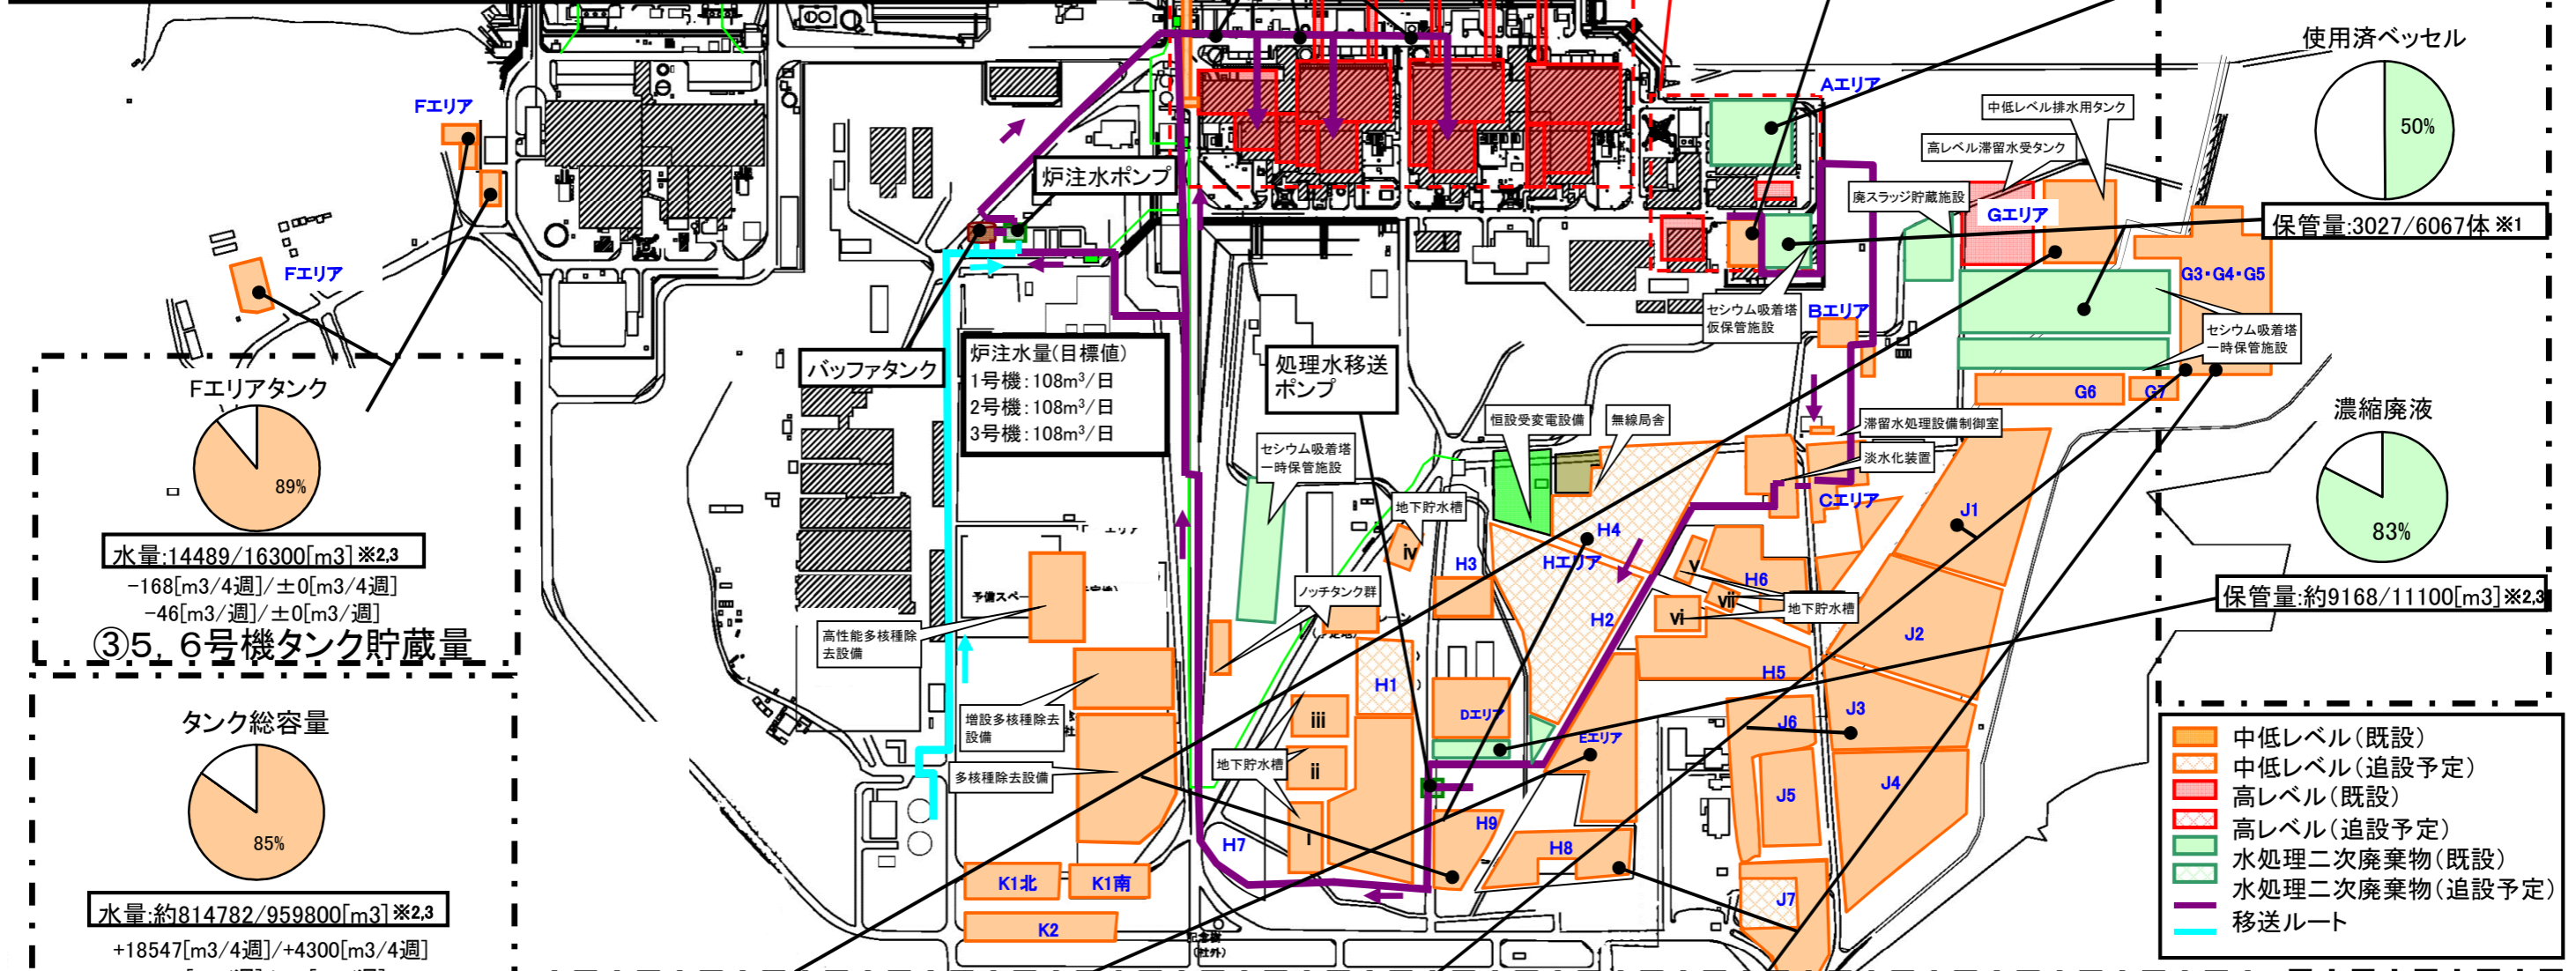 使用済ベッセル
50%
保管量:3027/6067体 ※1
Aエリア
中低レベル排水用タンク
高レベル滞留水受タンク
廃スラッジ貯蔵施設
Gエリア
G3・G4・G5
Fエリア
Fエリア
炉注水ポンプ
セシウム吸着塔
仮保管施設
Bエリア
セシウム吸着塔
一時保管施設
G6
G7
バッファタンク
炉注水量(目標値)
1号機:108m³/日
2号機:108m³/日
3号機:108m³/日
処理水移送
ポンプ
Fエリアタンク
89%
水量:14489/16300[m3]※2,3
-168[m3/4週]/±0[m3/4週]
-46[m3/週]/±0[m3/週]
③5, 6号機タンク貯蔵量
濃縮廃液
83%
保管量:約9168/11100[m3]※2,3
恒設受変電設備
無線局舎
滞留水処理設備制御室
淡水化装置
Cエリア
セシウム吸着塔
一時保管施設
地下貯水槽
iv
H3
H4
Hエリア
H2
v
H6
vii
vi
地下貯水槽
H5
J1
J2
J3
J4
J5
J6
J7
エリア
予備スペー
高性能多核種除
去設備
ノッチタンク群
増設多核種除去
設備
多核種除去設備
地下貯水槽
iii
ii
i
H1
Dエリア
Eエリア
H7
H9
H8
K1北
K1南
K2
タンク総容量
85%
水量:約814782/959800[m3]※2,3
+18547[m3/4週]/+4300[m3/4週]
中低レベル(既設)
中低レベル(追設予定)
高レベル(既設)
高レベル(追設予定)
水処理二次廃棄物(既設)
水処理二次廃棄物(追設予定)
移送ルート